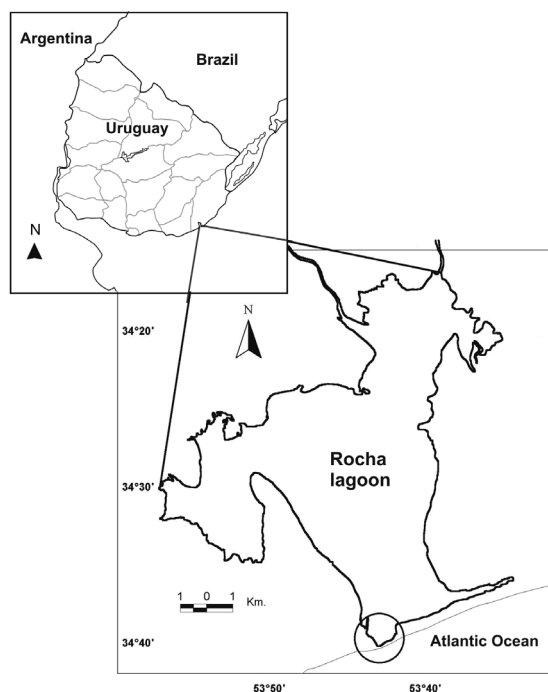 Argentina
Brazil
Uruguay
N
N
34°20'
Rocha
lagoon
34°30'
1 0 1
Km.
34°40'
Atlantic Ocean
53°50' 53°40'